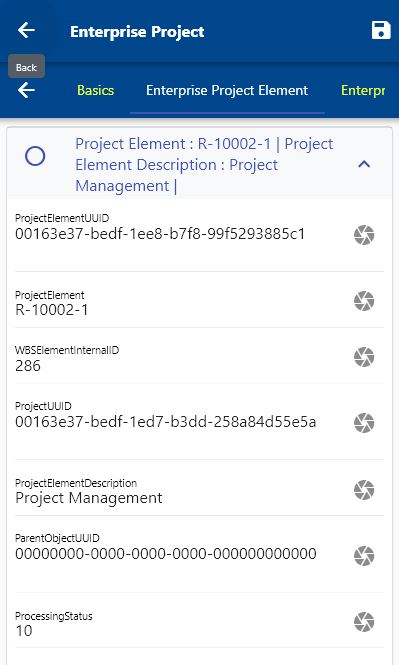 Enterprise Project
Back
Basics Enterprise Project Element Enterpr
Project Element : R-10002-1 | Project
Element Description : Project
Management |
ProjectElementUUID
00163e37-bedf-1ee8-b7f8-99f5293885c1
ProjectElement
R-10002-1
WBSElementInternalID
286
ProjectUUID
00163e37-bedf-1ed7-b3dd-258a84d55e5a
ProjectElementDescription
Project Management
ParentObjectUUID
00000000-0000-0000-0000-000000000000
ProcessingStatus
10